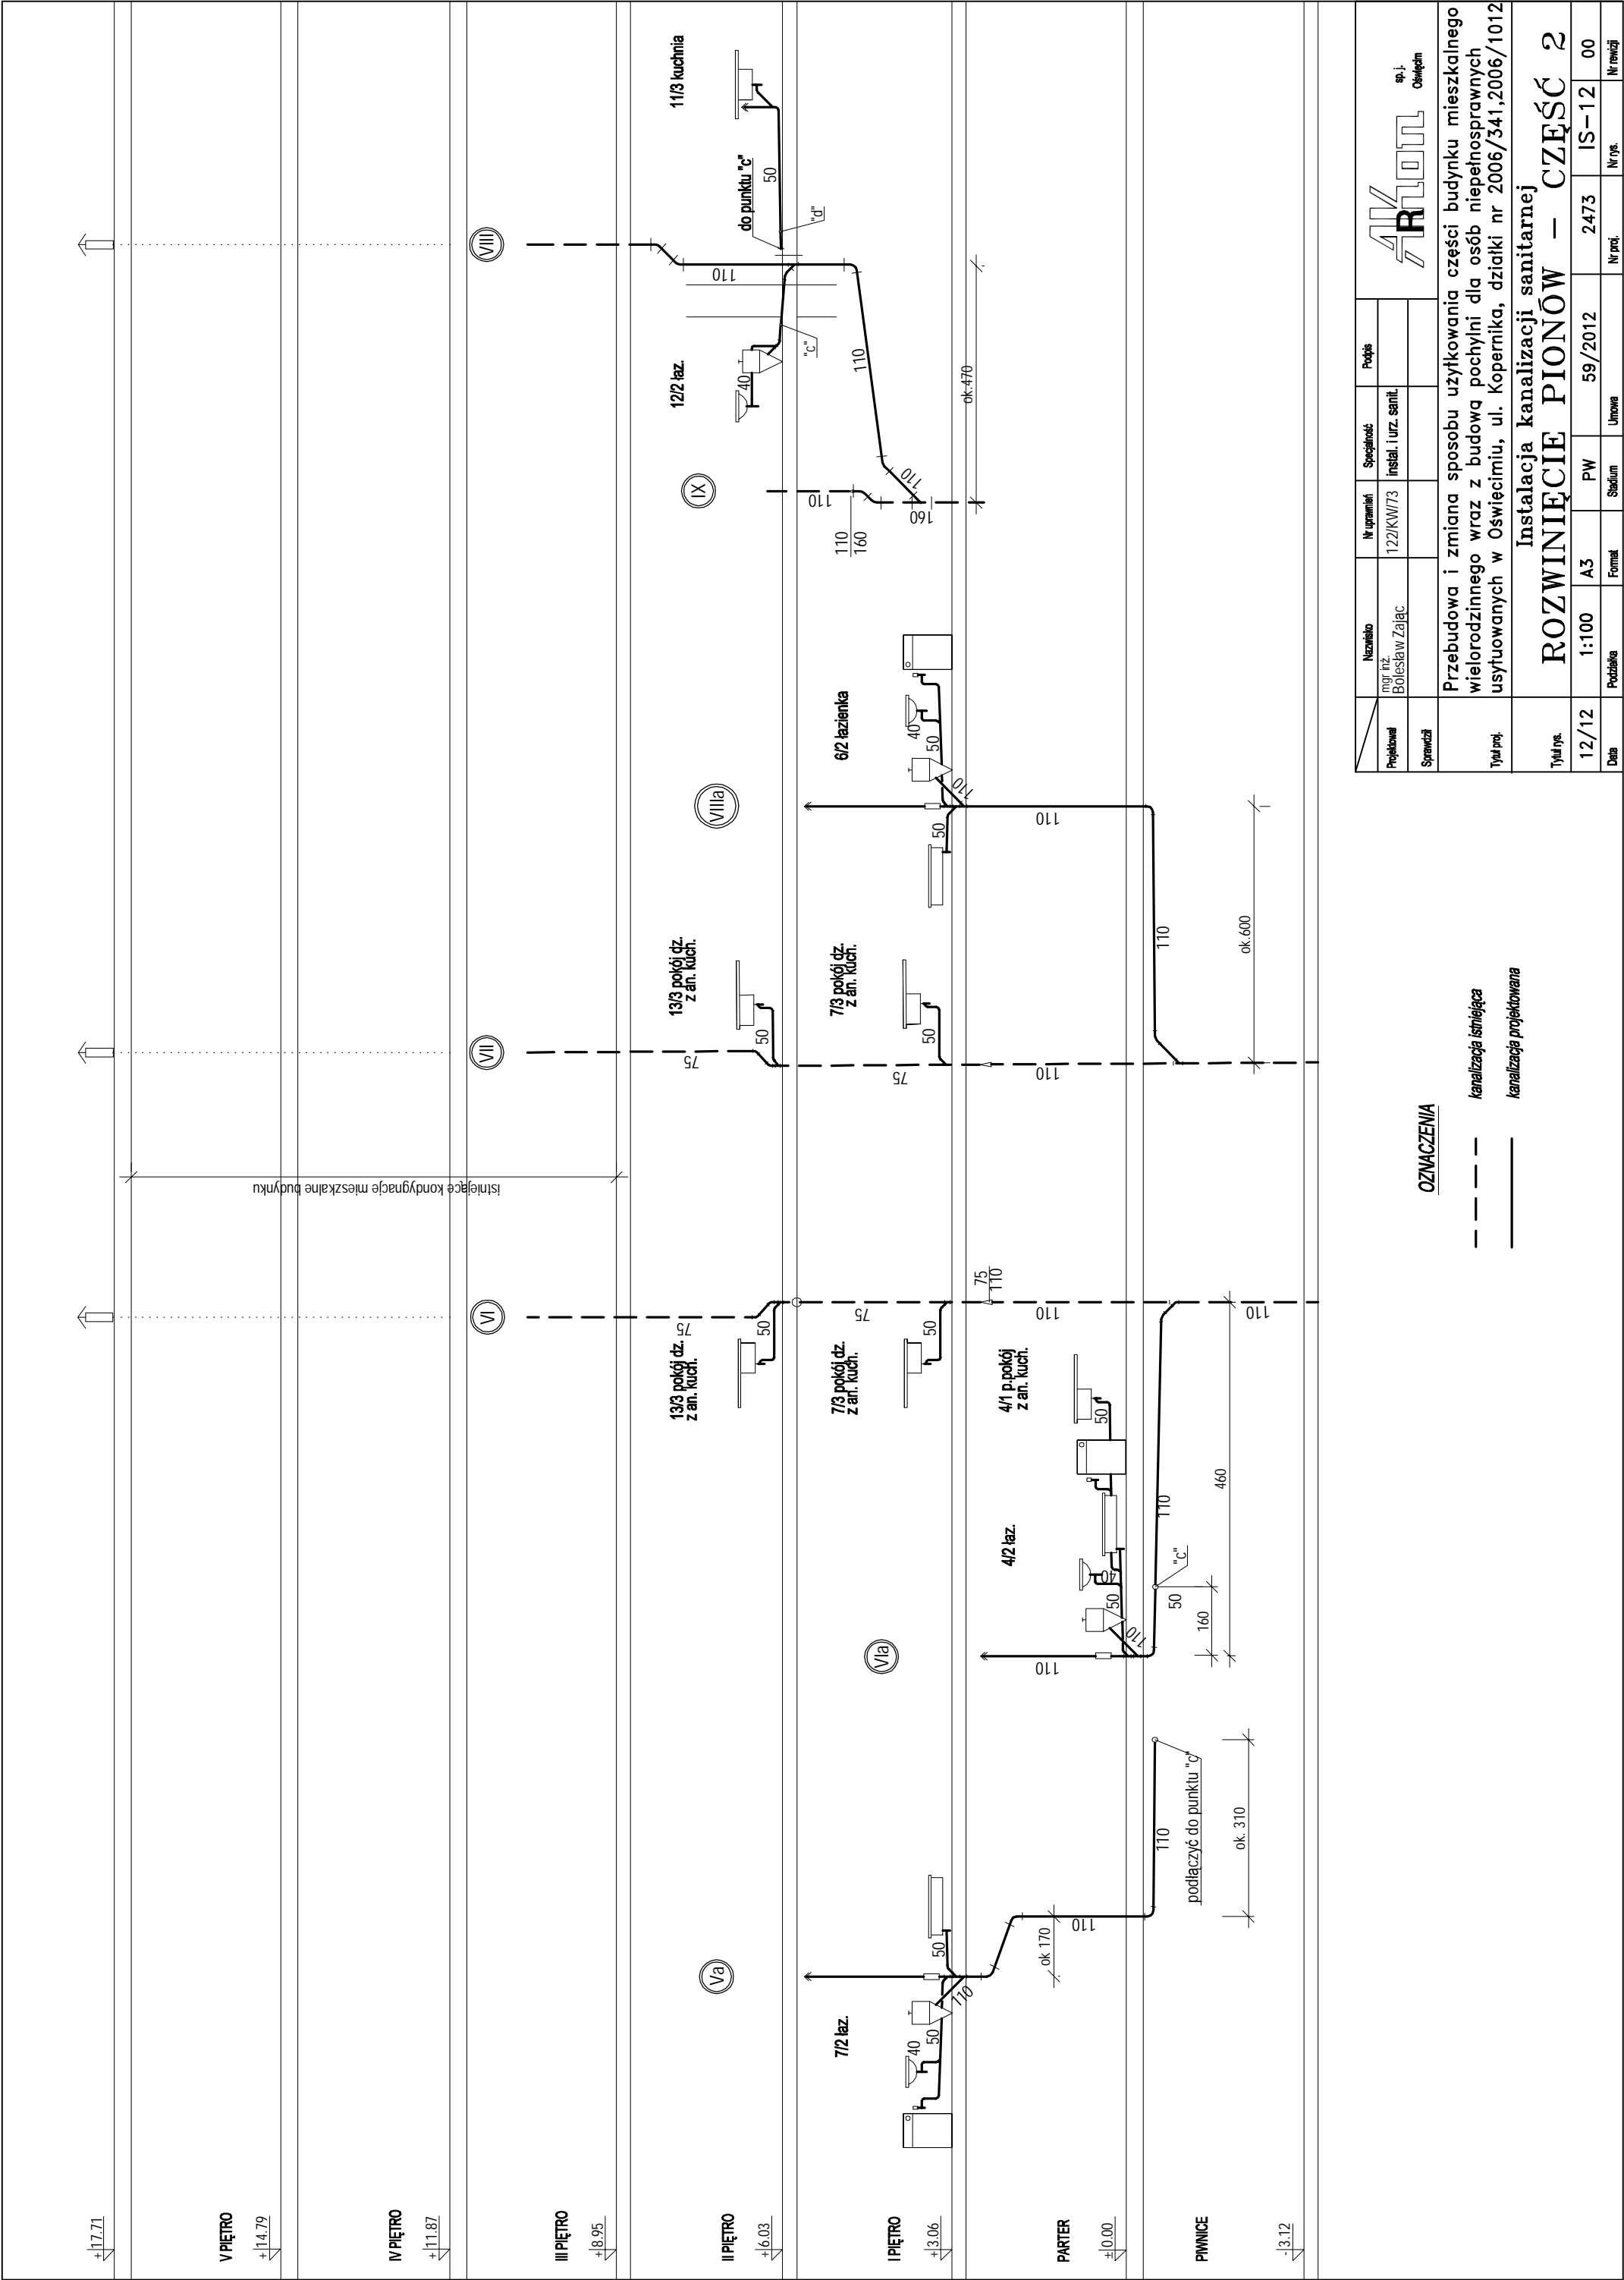 +17.71
V PIĘTRO
+14.79
IV PIĘTRO
+11.87
III PIĘTRO
+8.95
II PIĘTRO
+6.03
I PIĘTRO
+3.06
PARTER
±0.00
PIWNICE
-3.12
istniejące kondygnacje mieszkalne budynku
Va
7/2 łaz.
40
50
110
50
ok 170
110
110
podłączyć do punktu "c"
ok. 310
VIa
110
4/2 łaz.
110
50
40
50
4/1 p.pokój
z an. kuch.
50
"c"
160
110
460
VI
75
13/3 pokój dz.
z an. kuch.
50
75
7/3 pokój dz.
z an. kuch.
50
75
110
110
110
VII
75
13/3 pokój dz.
z an. kuch.
50
75
7/3 pokój dz.
z an. kuch.
50
110
110
ok.600
VIIIa
6/2 łazienka
50
110
50
40
110
IX
110
110
160
160
110
110
ok.470
VIII
110
12/2 łaz.
40
"c"
do punktu "c"
50
"d"
11/3 kuchnia
OZNACZENIA
kanalizacja istniejąca
kanalizacja projektowana
Nazwisko
Nr uprawnień
Specjalność
Podpis
Projektował
mgr inż.
Bolesław Zając
122/KW/73
instal. i urz. sanit.
Sprawdził
ARKON
sp. j.
Oświęcim
Tytuł proj.
Przebudowa i zmiana sposobu użytkowania części budynku mieszkalnego
wielorodzinnego wraz z budową pochylni dla osób niepełnosprawnych
usytuowanych w Oświęcimiu, ul. Kopernika, działki nr 2006/341,2006/1012
Tytuł rys.
Instalacja kanalizacji sanitarnej
ROZWINIĘCIE PIONÓW – CZĘŚĆ 2
12/12
1:100
A3
PW
59/2012
2473
IS-12
00
Data
Podziałka
Format
Stadium
Umowa
Nr proj.
Nr rys.
Nr rewizji